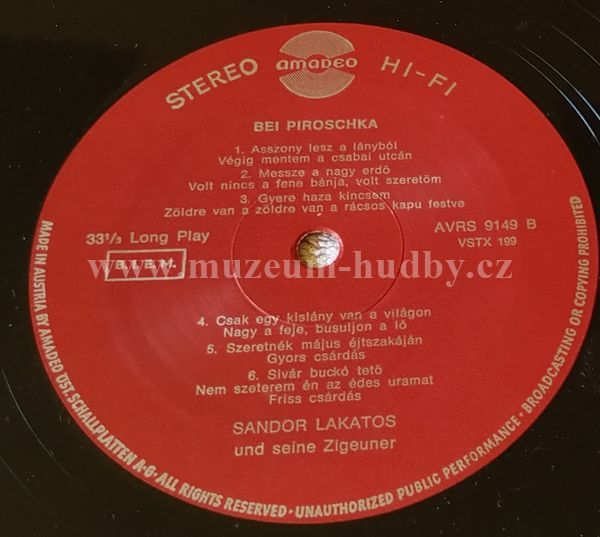 STEREO
AMADEO
HI-FI
BEI PIROSCHKA
1. Asszony lesz a lányból
Végig mentem a csabai utcán
2. Messze a nagy erdö
Volt nincs a fene bánja, volt szeretöm
3. Gyere haza kincsem
Zöldre van a zöldre van a rácsos kapu festve
33⅓ Long Play
AVRS 9149 B
VSTX 199
B.I.E.M.
www.muzeum-hudby.cz
4. Csak egy kislány van a világon
Nagy a feje, busuljon a ló
5. Szeretnók május éjtszakáján
Gyors csárdás
6. Sivár buckó tetö
Nem szeterem én az édes uramat
Friss csárdás
SANDOR LAKATOS
und seine Zigeuner
MADE IN AUSTRIA BY AMADEO ÖST. SCHALLPLATTEN A·G · ALL RIGHTS RESERVED · UNAUTHORIZED PUBLIC PERFORMANCE · BROADCASTING OR COPYING PROHIBITED